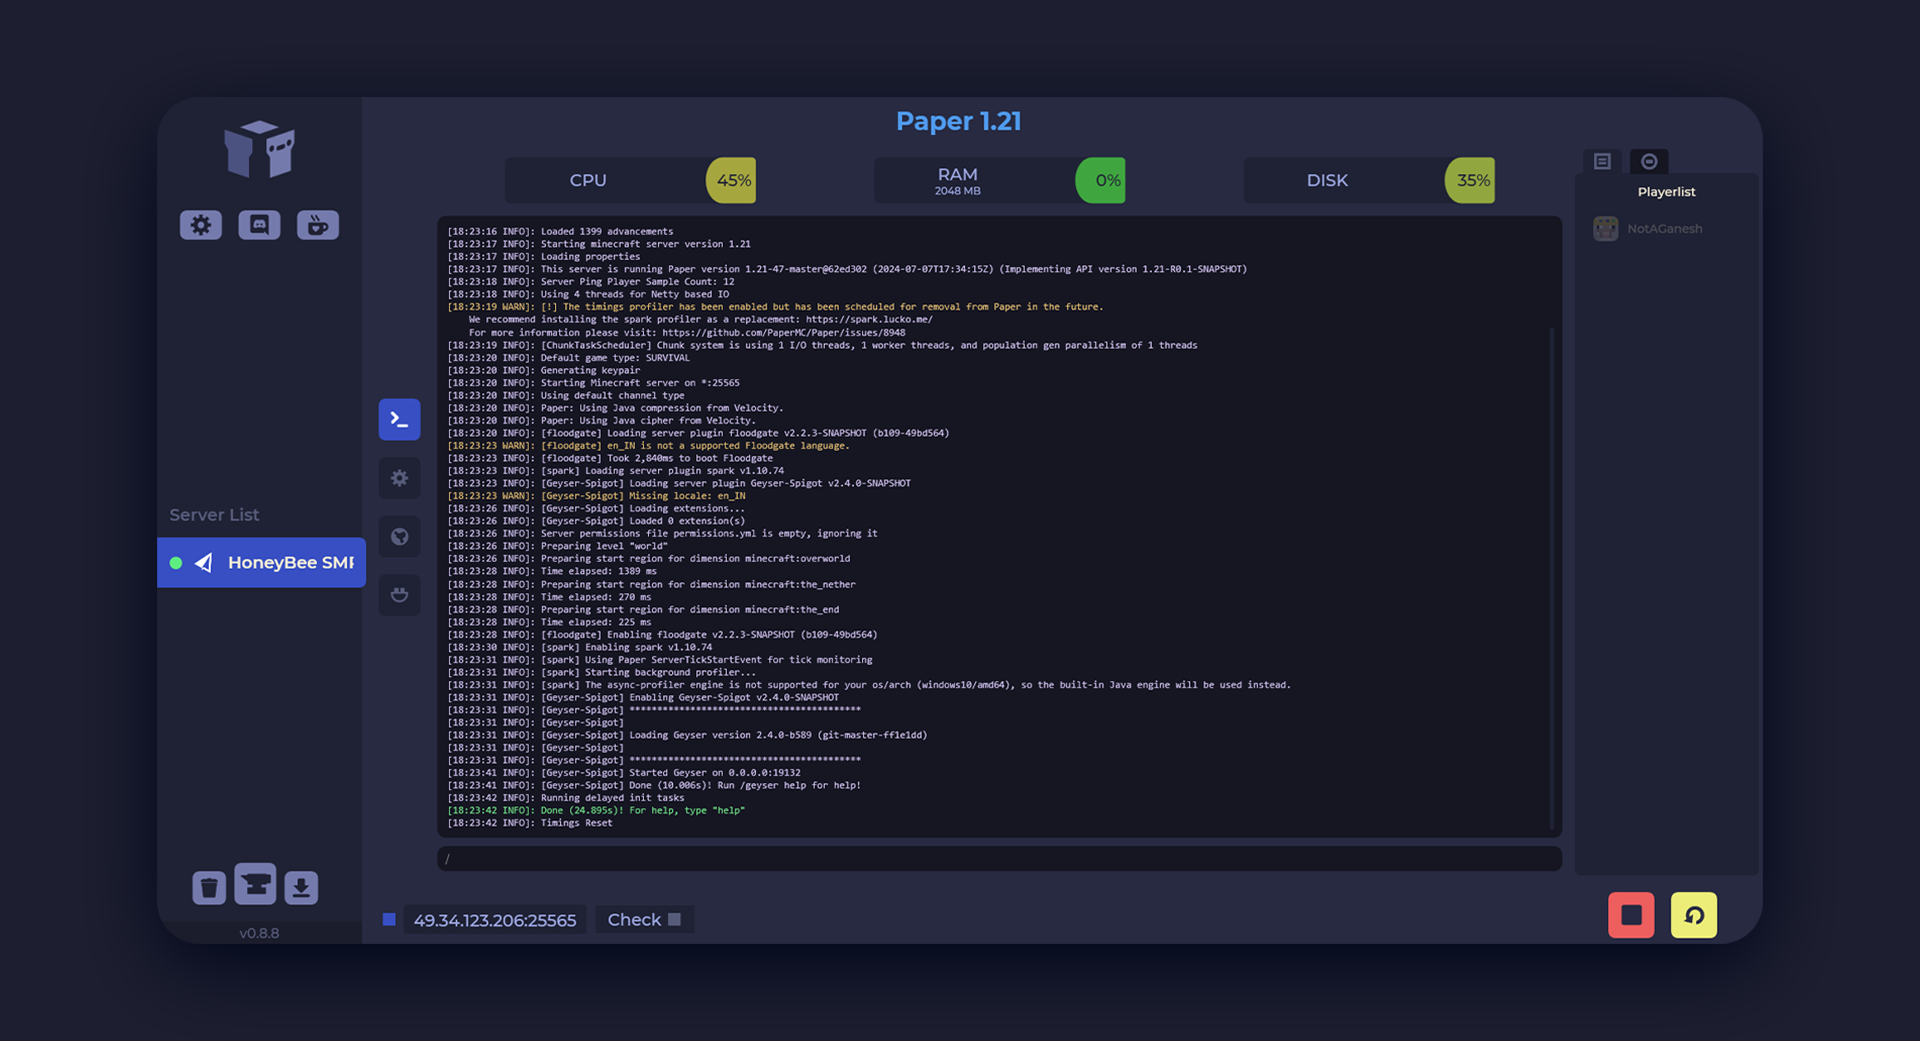 Paper 1.21
CPU
45%
RAM
2048 MB
0%
DISK
35%
Playerlist
NotAGanesh
[18:23:16 INFO]: Loaded 1399 advancements
[18:23:17 INFO]: Starting minecraft server version 1.21
[18:23:17 INFO]: Loading properties
[18:23:17 INFO]: This server is running Paper version 1.21-47-master@62ed302 (2024-07-07T17:34:15Z) (Implementing API version 1.21-R0.1-SNAPSHOT)
[18:23:18 INFO]: Server Ping Player Sample Count: 12
[18:23:18 INFO]: Using 4 threads for Netty based IO
[18:23:19 WARN]: [!] The timings profiler has been enabled but has been scheduled for removal from Paper in the future.
We recommend installing the spark profiler as a replacement: https://spark.lucko.me/
For more information please visit: https://github.com/PaperMC/Paper/issues/8948
[18:23:19 INFO]: [ChunkTaskScheduler] Chunk system is using 1 I/O threads, 1 worker threads, and population gen parallelism of 1 threads
[18:23:20 INFO]: Default game type: SURVIVAL
[18:23:20 INFO]: Generating keypair
[18:23:20 INFO]: Starting Minecraft server on *:25565
[18:23:20 INFO]: Using default channel type
[18:23:20 INFO]: Paper: Using Java compression from Velocity.
[18:23:20 INFO]: Paper: Using Java cipher from Velocity.
[18:23:20 INFO]: [floodgate] Loading server plugin floodgate v2.2.3-SNAPSHOT (b109-49bd564)
[18:23:23 WARN]: [floodgate] en_IN is not a supported Floodgate language.
[18:23:23 INFO]: [floodgate] Took 2,840ms to boot Floodgate
[18:23:23 INFO]: [spark] Loading server plugin spark v1.10.74
[18:23:23 INFO]: [Geyser-Spigot] Loading server plugin Geyser-Spigot v2.4.0-SNAPSHOT
[18:23:23 WARN]: [Geyser-Spigot] Missing locale: en_IN
[18:23:26 INFO]: [Geyser-Spigot] Loading extensions...
[18:23:26 INFO]: [Geyser-Spigot] Loaded 0 extension(s)
[18:23:26 INFO]: Server permissions file permissions.yml is empty, ignoring it
[18:23:26 INFO]: Preparing level "world"
[18:23:26 INFO]: Preparing start region for dimension minecraft:overworld
[18:23:28 INFO]: Time elapsed: 1389 ms
[18:23:28 INFO]: Preparing start region for dimension minecraft:the_nether
[18:23:28 INFO]: Time elapsed: 270 ms
[18:23:28 INFO]: Preparing start region for dimension minecraft:the_end
[18:23:28 INFO]: Time elapsed: 225 ms
[18:23:28 INFO]: [floodgate] Enabling floodgate v2.2.3-SNAPSHOT (b109-49bd564)
[18:23:30 INFO]: [spark] Enabling spark v1.10.74
[18:23:31 INFO]: [spark] Using Paper ServerTickStartEvent for tick monitoring
[18:23:31 INFO]: [spark] Starting background profiler...
[18:23:31 INFO]: [spark] The async-profiler engine is not supported for your os/arch (windows10/amd64), so the built-in Java engine will be used instead.
[18:23:31 INFO]: [Geyser-Spigot] Enabling Geyser-Spigot v2.4.0-SNAPSHOT
[18:23:31 INFO]: [Geyser-Spigot] ******************************************
[18:23:31 INFO]: [Geyser-Spigot]
[18:23:31 INFO]: [Geyser-Spigot] Loading Geyser version 2.4.0-b589 (git-master-ff1e1dd)
[18:23:31 INFO]: [Geyser-Spigot]
[18:23:31 INFO]: [Geyser-Spigot] ******************************************
[18:23:41 INFO]: [Geyser-Spigot] Started Geyser on 0.0.0.0:19132
[18:23:41 INFO]: [Geyser-Spigot] Done (10.006s)! Run /geyser help for help!
[18:23:42 INFO]: Running delayed init tasks
[18:23:42 INFO]: Done (24.895s)! For help, type "help"
[18:23:42 INFO]: Timings Reset
/
Server List
HoneyBee SMP
49.34.123.206:25565
Check
v0.8.8